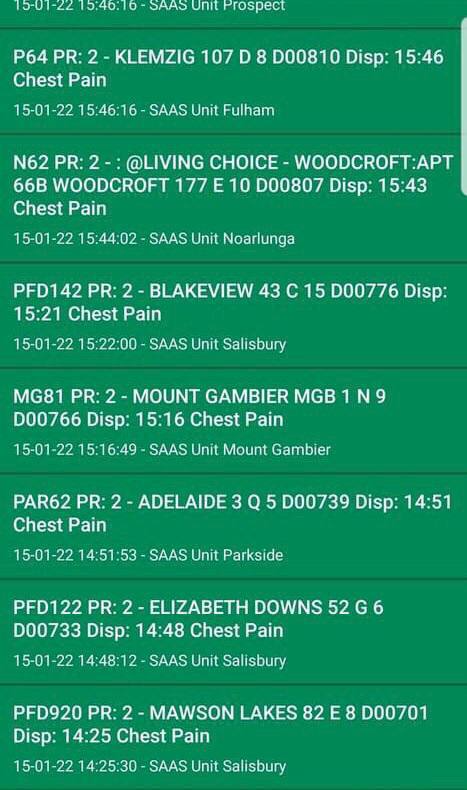 15-01-22 15:46:16 - SAAS Unit Prospect
P64 PR: 2 - KLEMZIG 107 D 8 D00810 Disp: 15:46
Chest Pain
15-01-22 15:46:16 - SAAS Unit Fulham
N62 PR: 2 - : @LIVING CHOICE - WOODCROFT:APT
66B WOODCROFT 177 E 10 D00807 Disp: 15:43
Chest Pain
15-01-22 15:44:02 - SAAS Unit Noarlunga
PFD142 PR: 2 - BLAKEVIEW 43 C 15 D00776 Disp:
15:21 Chest Pain
15-01-22 15:22:00 - SAAS Unit Salisbury
MG81 PR: 2 - MOUNT GAMBIER MGB 1 N 9
D00766 Disp: 15:16 Chest Pain
15-01-22 15:16:49 - SAAS Unit Mount Gambier
PAR62 PR: 2 - ADELAIDE 3 Q 5 D00739 Disp: 14:51
Chest Pain
15-01-22 14:51:53 - SAAS Unit Parkside
PFD122 PR: 2 - ELIZABETH DOWNS 52 G 6
D00733 Disp: 14:48 Chest Pain
15-01-22 14:48:12 - SAAS Unit Salisbury
PFD920 PR: 2 - MAWSON LAKES 82 E 8 D00701
Disp: 14:25 Chest Pain
15-01-22 14:25:30 - SAAS Unit Salisbury